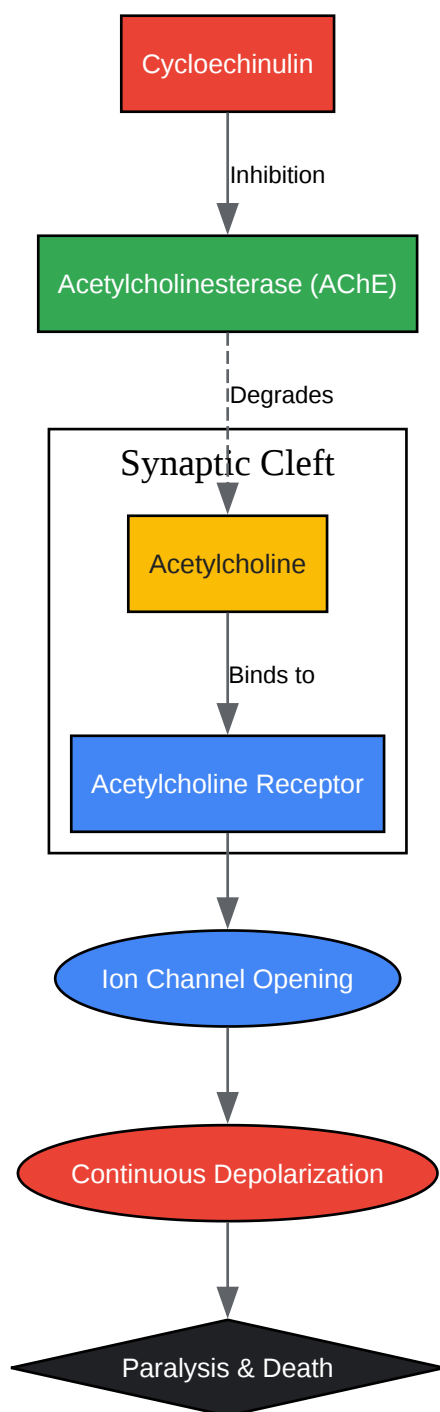 Cycloechinulin
Inhibition
Acetylcholinesterase (AChE)
Degrades
Synaptic Cleft
Acetylcholine
Binds to
Acetylcholine Receptor
Ion Channel Opening
Continuous Depolarization
Paralysis & Death